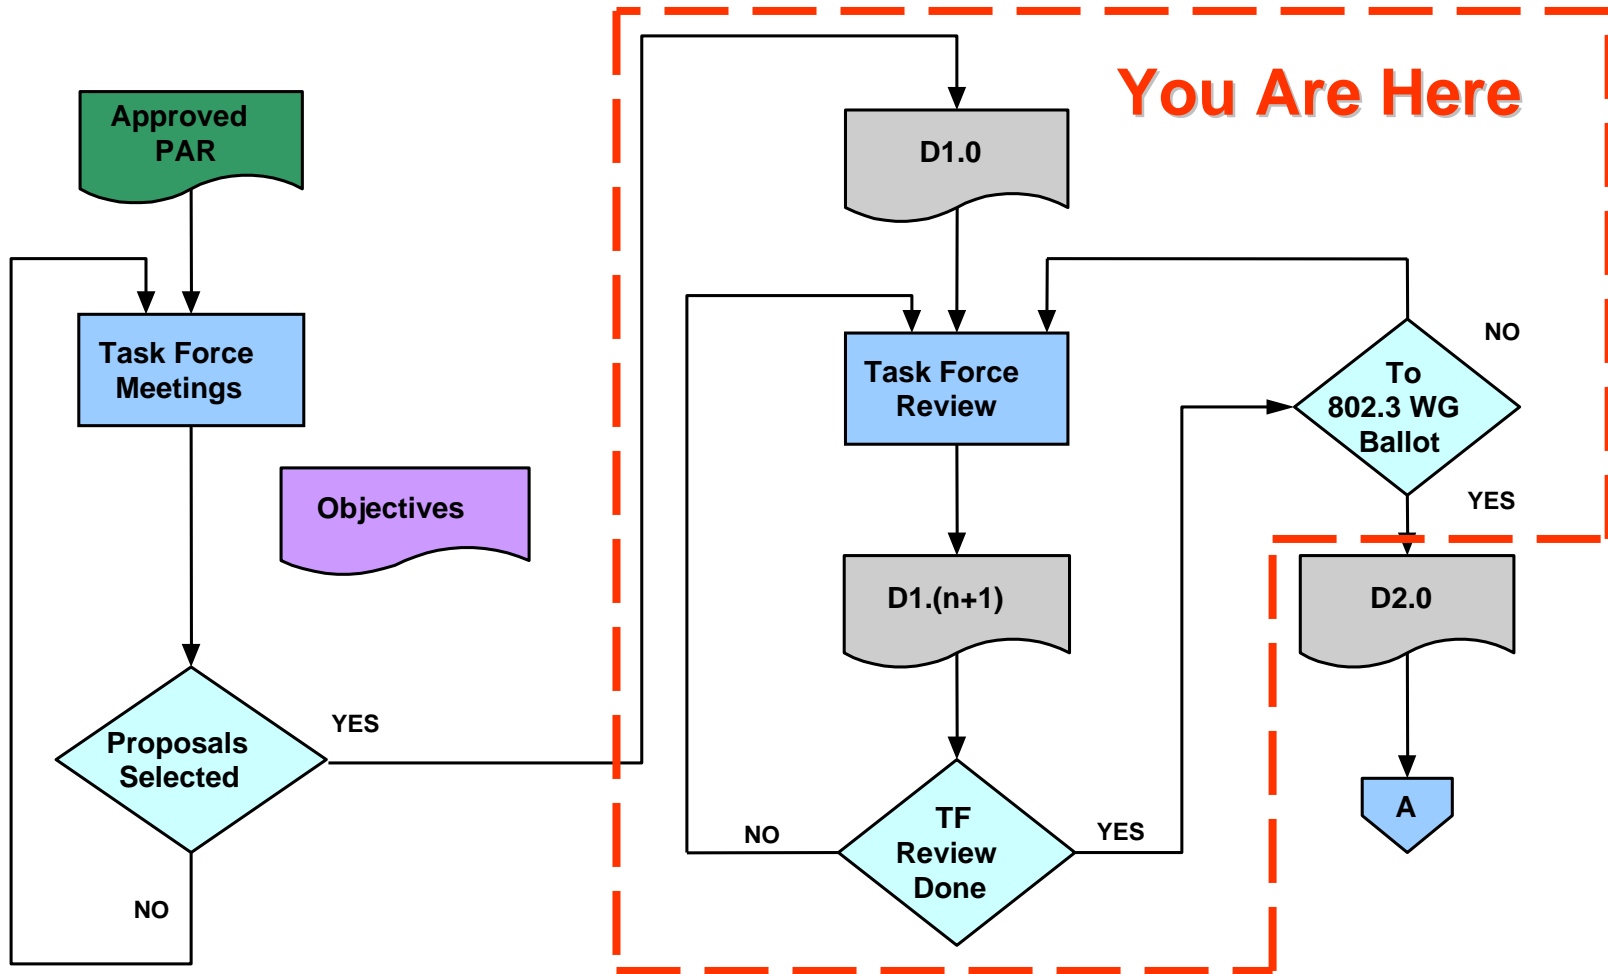 You Are Here
Approved
PAR
D1.0
Task Force
Meetings
Task Force
Review
NO
To
802.3 WG
Ballot
YES
Objectives
D1.(n+1)
D2.0
Proposals
Selected
YES
NO
TF
Review
Done
NO
YES
A